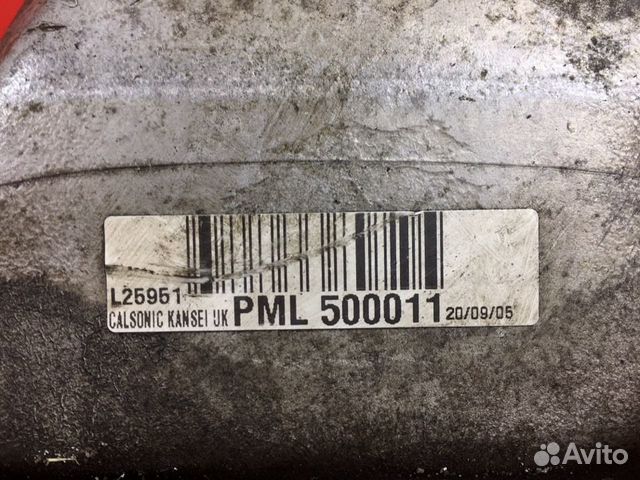 L25951
CALSONIC KANSEI UK PML 500011 20/09/05
Avito